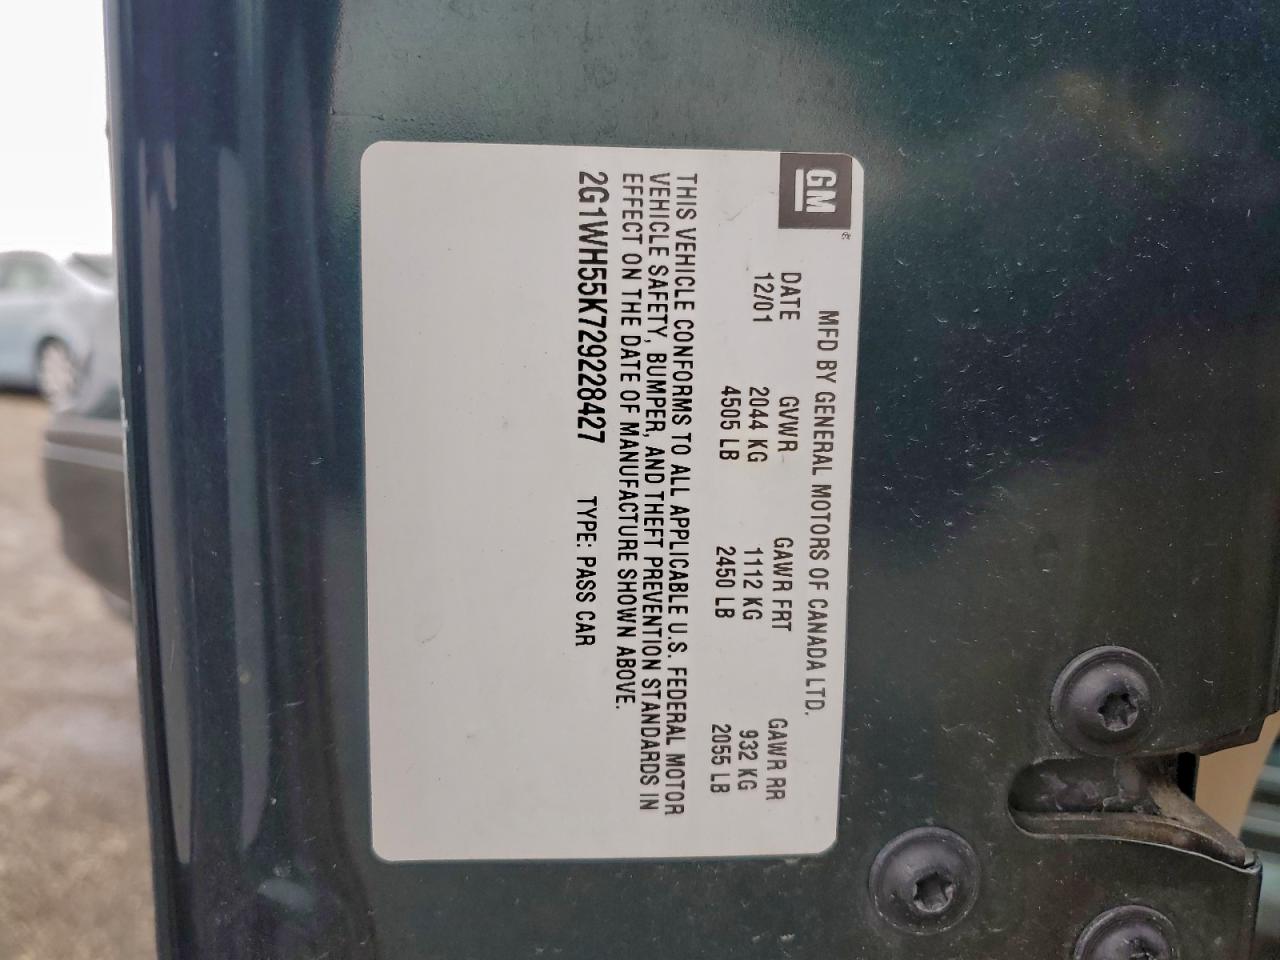 GM
MFD BY GENERAL MOTORS OF CANADA LTD.
DATE GVWR GAWR FRT GAWR RR
12/01 2044 KG 1112 KG 932 KG
4505 LB 2450 LB 2055 LB
THIS VEHICLE CONFORMS TO ALL APPLICABLE U.S. FEDERAL MOTOR
VEHICLE SAFETY, BUMPER, AND THEFT PREVENTION STANDARDS IN
EFFECT ON THE DATE OF MANUFACTURE SHOWN ABOVE.
2G1WH55K729228427 TYPE: PASS CAR